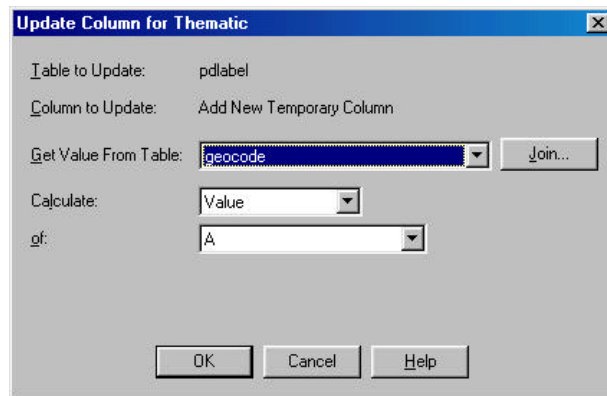 Update Column for Thematic
Table to Update: pdlabel
Column to Update: Add New Temporary Column
Get Value From Table: geocode Join...
Calculate: Value
of: A
OK Cancel Help